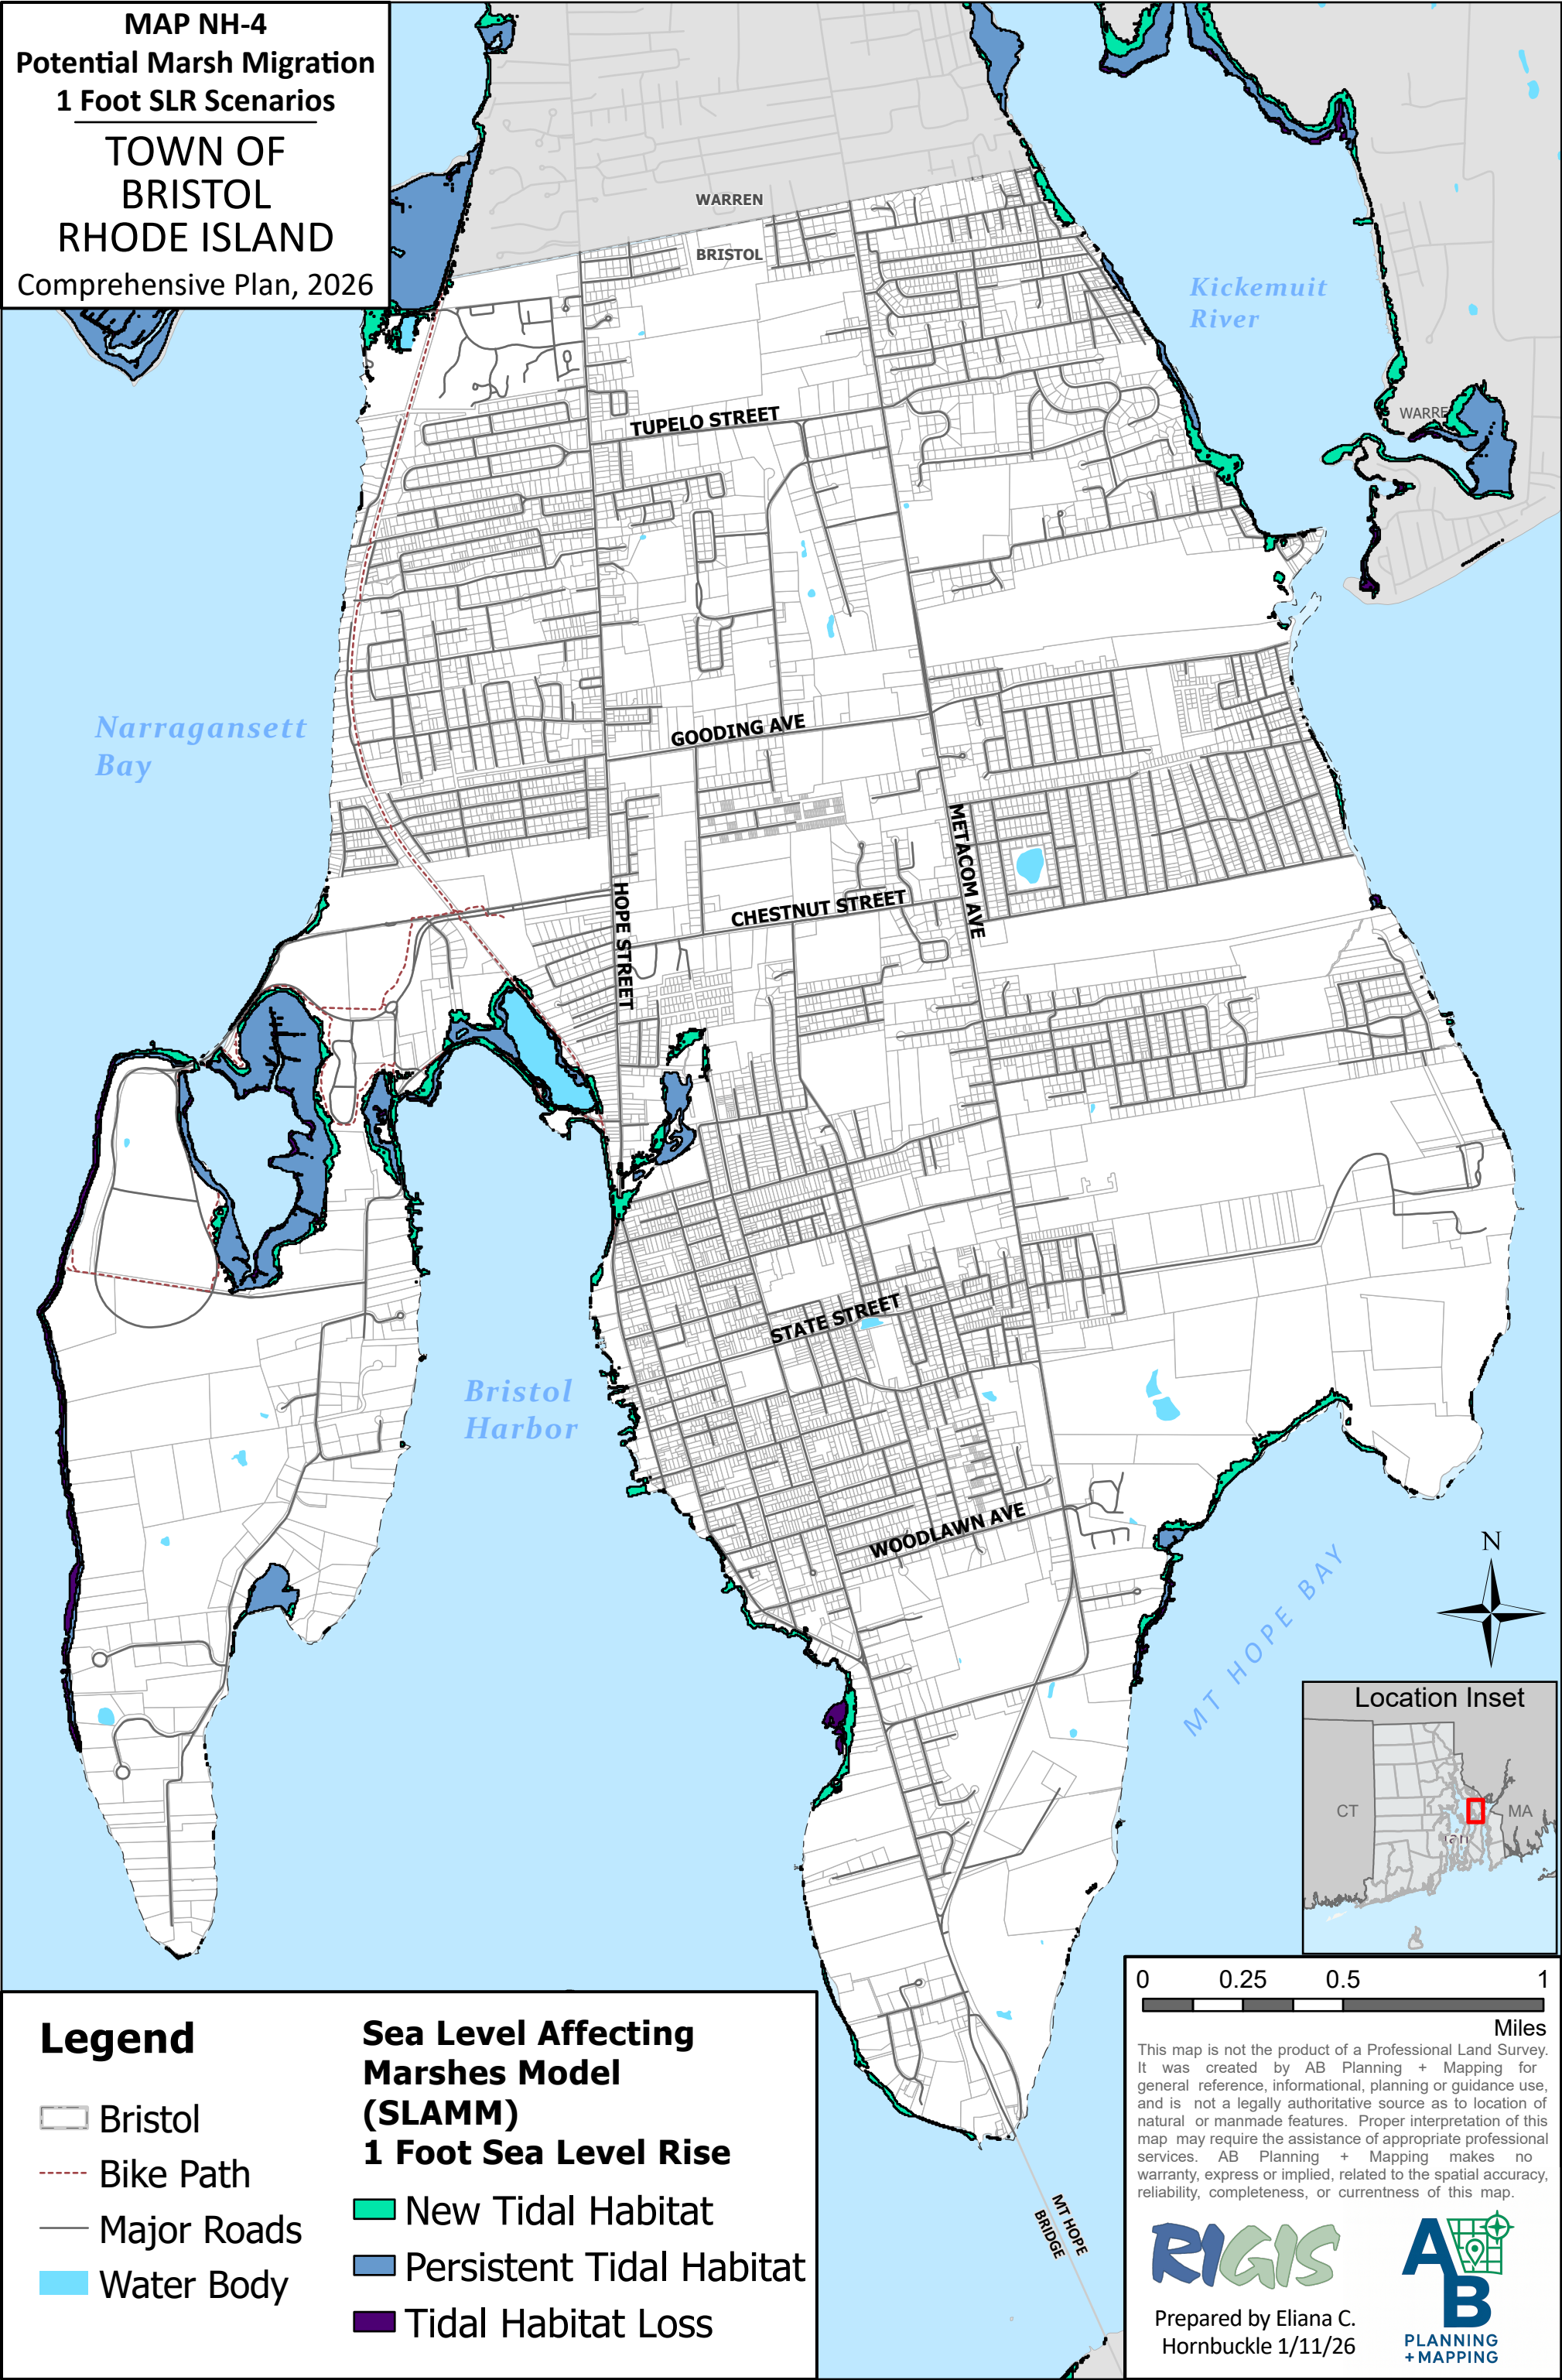 MAP NH-4
Potential Marsh Migration
1 Foot SLR Scenarios
TOWN OF
BRISTOL
RHODE ISLAND
Comprehensive Plan, 2026
WARREN
BRISTOL
Kickemuit
River
WARRE
TUPELO STREET
Narragansett
Bay
GOODING AVE
METACOM AVE
HOPE STREET
CHESTNUT STREET
STATE STREET
Bristol
Harbor
WOODLAWN AVE
MT HOPE BAY
N
Location Inset
CT
MA
MT HOPE
BRIDGE
Legend
Bristol
Bike Path
Major Roads
Water Body
Sea Level Affecting
Marshes Model
(SLAMM)
1 Foot Sea Level Rise
New Tidal Habitat
Persistent Tidal Habitat
Tidal Habitat Loss
0 0.25 0.5 1
Miles
This map is not the product of a Professional Land Survey.
It was created by AB Planning + Mapping for
general reference, informational, planning or guidance use,
and is not a legally authoritative source as to location of
natural or manmade features. Proper interpretation of this
map may require the assistance of appropriate professional
services. AB Planning + Mapping makes no
warranty, express or implied, related to the spatial accuracy,
reliability, completeness, or currentness of this map.
RIGIS
Prepared by Eliana C.
Hornbuckle 1/11/26
AB
PLANNING
+MAPPING